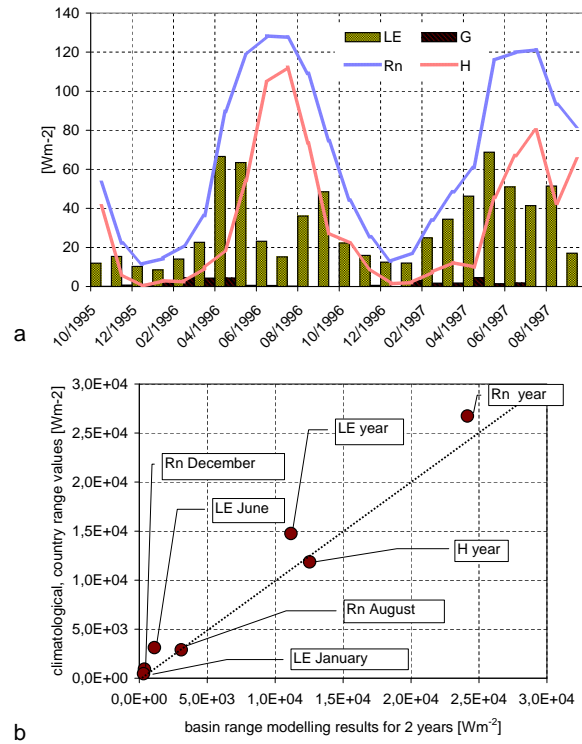 a
140
120
100
80
60
40
20
0
[Wm-2]
LE
G
Rn
H
10/1995
12/1995
02/1996
04/1996
06/1996
08/1996
10/1996
12/1996
02/1997
04/1997
06/1997
08/1997
3,0E+04
2,5E+04
2,0E+04
1,5E+04
1,0E+04
5,0E+03
0,0E+00
climatological, country range values [Wm-2]
Rn year
LE year
Rn December
LE June
H year
Rn August
LE January
0,0E+00
5,0E+03
1,0E+04
1,5E+04
2,0E+04
2,5E+04
3,0E+04
b
basin range modelling results for 2 years [Wm-2]